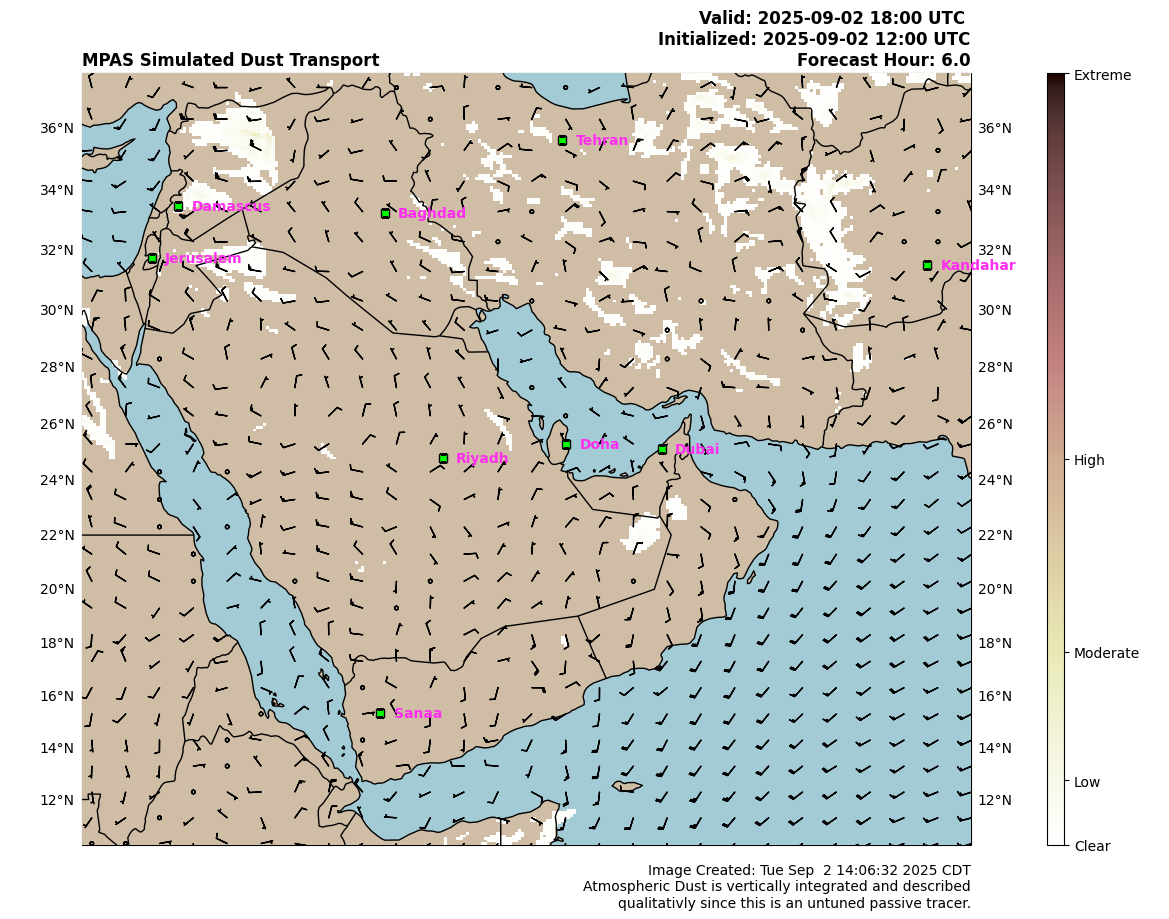 Valid: 2025-09-02 18:00 UTC
Initialized: 2025-09-02 12:00 UTC
MPAS Simulated Dust Transport
Forecast Hour: 6.0
Extreme
36°N
Tehran
36°N
34°N
Damascus
Baghdad
34°N
32°N
Jerusalem
32°N
Kandahar
30°N
30°N
28°N
28°N
26°N
26°N
Doha
Dubai
Riyadh
High
24°N
24°N
22°N
22°N
20°N
20°N
18°N
18°N
Moderate
16°N
16°N
Sanaa
14°N
14°N
Low
12°N
12°N
Clear
Image Created: Tue Sep  2 14:06:32 2025 CDT
Atmospheric Dust is vertically integrated and described
qualitativly since this is an untuned passive tracer.